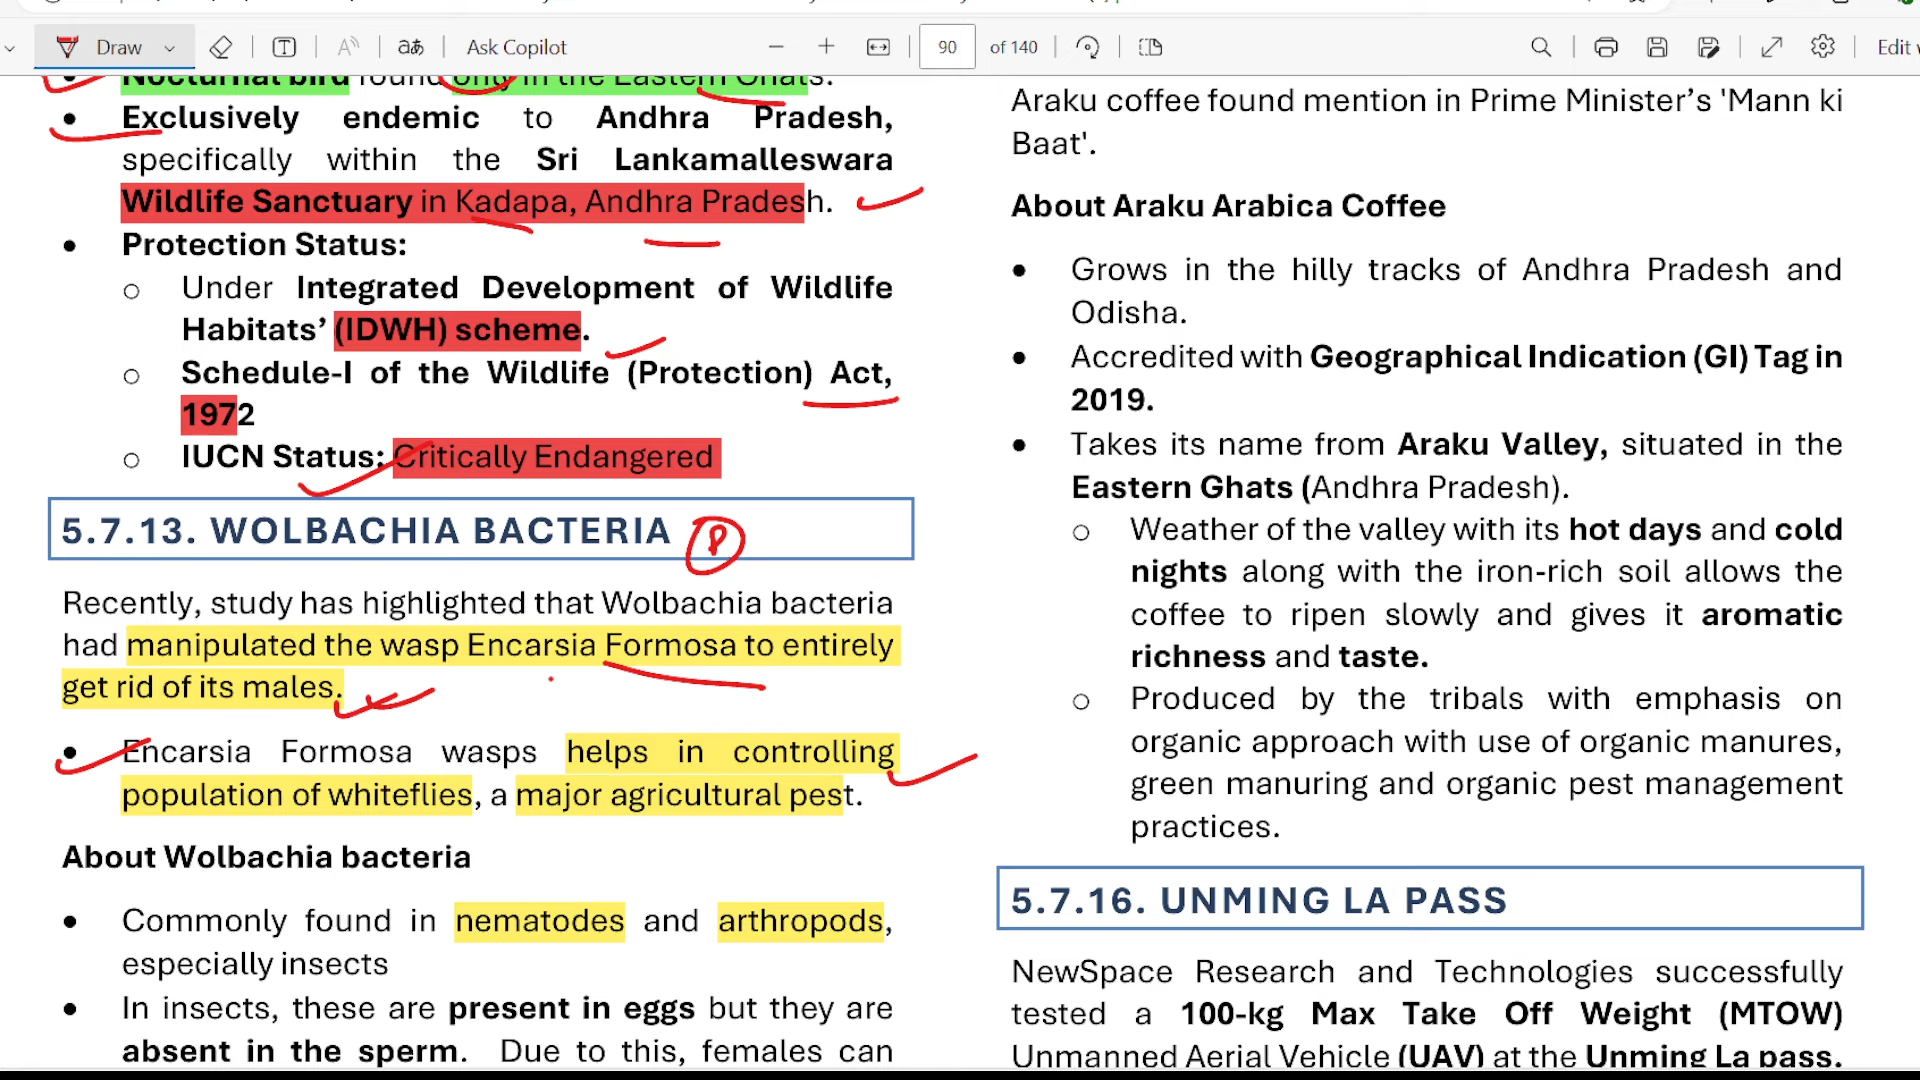 Draw
aあ
Ask Copilot
90
of 140
Edit
Nocturnal bird found only in the Eastern Ghats.
Exclusively endemic to Andhra Pradesh,
specifically within the Sri Lankamalleswara
Wildlife Sanctuary in Kadapa, Andhra Pradesh.
Protection Status:
Under Integrated Development of Wildlife
Habitats’ (IDWH) scheme.
Schedule-I of the Wildlife (Protection) Act,
1972
IUCN Status: Critically Endangered
5.7.13. WOLBACHIA BACTERIA P
Recently, study has highlighted that Wolbachia bacteria
had manipulated the wasp Encarsia Formosa to entirely
get rid of its males.
Encarsia Formosa wasps helps in controlling
population of whiteflies, a major agricultural pest.
About Wolbachia bacteria
Commonly found in nematodes and arthropods,
especially insects
In insects, these are present in eggs but they are
absent in the sperm. Due to this, females can
Araku coffee found mention in Prime Minister’s 'Mann ki
Baat'.
About Araku Arabica Coffee
Grows in the hilly tracks of Andhra Pradesh and
Odisha.
Accredited with Geographical Indication (GI) Tag in
2019.
Takes its name from Araku Valley, situated in the
Eastern Ghats (Andhra Pradesh).
Weather of the valley with its hot days and cold
nights along with the iron-rich soil allows the
coffee to ripen slowly and gives it aromatic
richness and taste.
Produced by the tribals with emphasis on
organic approach with use of organic manures,
green manuring and organic pest management
practices.
5.7.16. UNMING LA PASS
NewSpace Research and Technologies successfully
tested a 100-kg Max Take Off Weight (MTOW)
Unmanned Aerial Vehicle (UAV) at the Unming La pass.